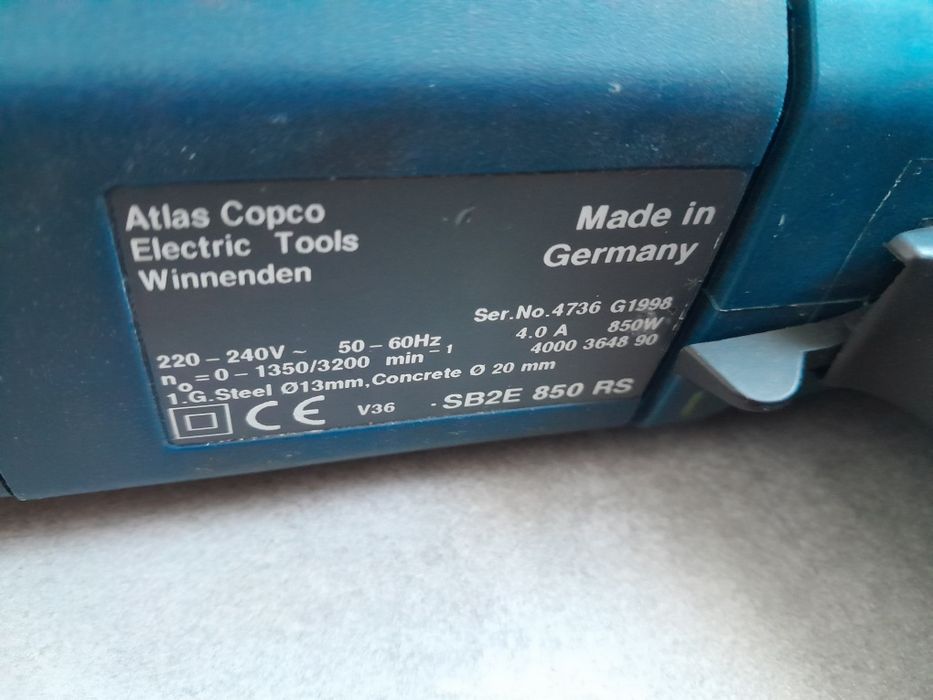 Atlas Copco
Electric Tools
Winnenden
Made in
Germany
Ser.No.4736 G1998
220-240V ~ 50-60Hz 4.0 A 850W
n₀=0-1350/3200 min⁻¹ 4000 3648 90
1.G.Steel Ø13mm,Concrete Ø 20 mm
CE V36 SB2E 850 RS